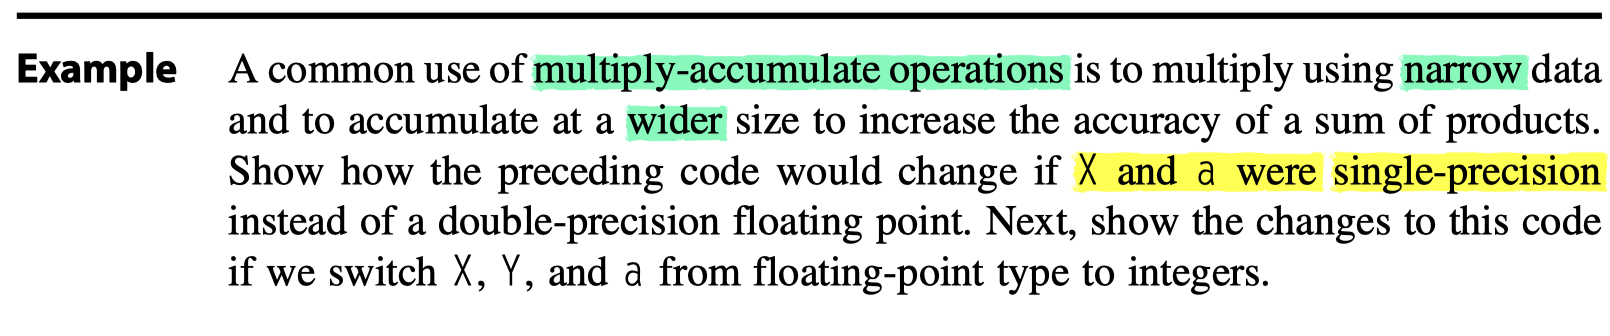 Example A common use of multiply-accumulate operations is to multiply using narrow data
and to accumulate at a wider size to increase the accuracy of a sum of products.
Show how the preceding code would change if X and a were single-precision
instead of a double-precision floating point. Next, show the changes to this code
if we switch X, Y, and a from floating-point type to integers.